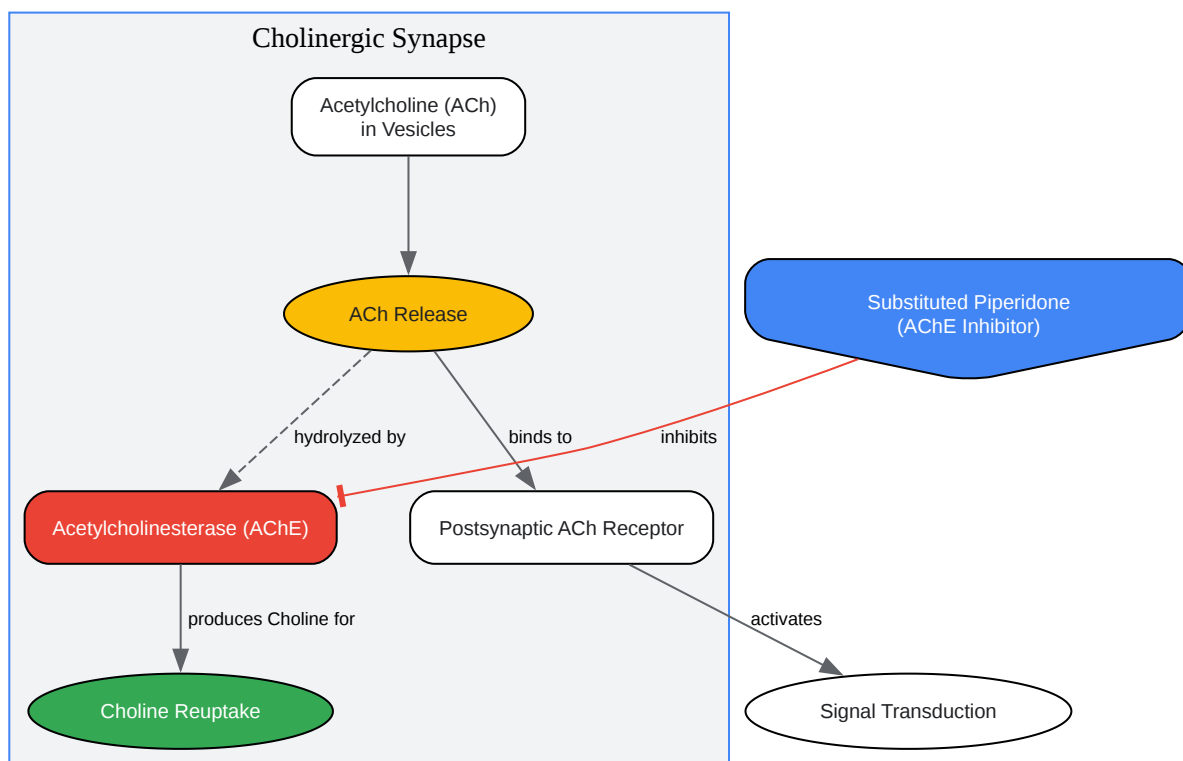 Cholinergic Synapse
Acetylcholine (ACh)
in Vesicles
ACh Release
Substituted Piperidone
(AChE Inhibitor)
hydrolyzed by
binds to
inhibits
Acetylcholinesterase (AChE)
Postsynaptic ACh Receptor
produces Choline for
activates
Choline Reuptake
Signal Transduction